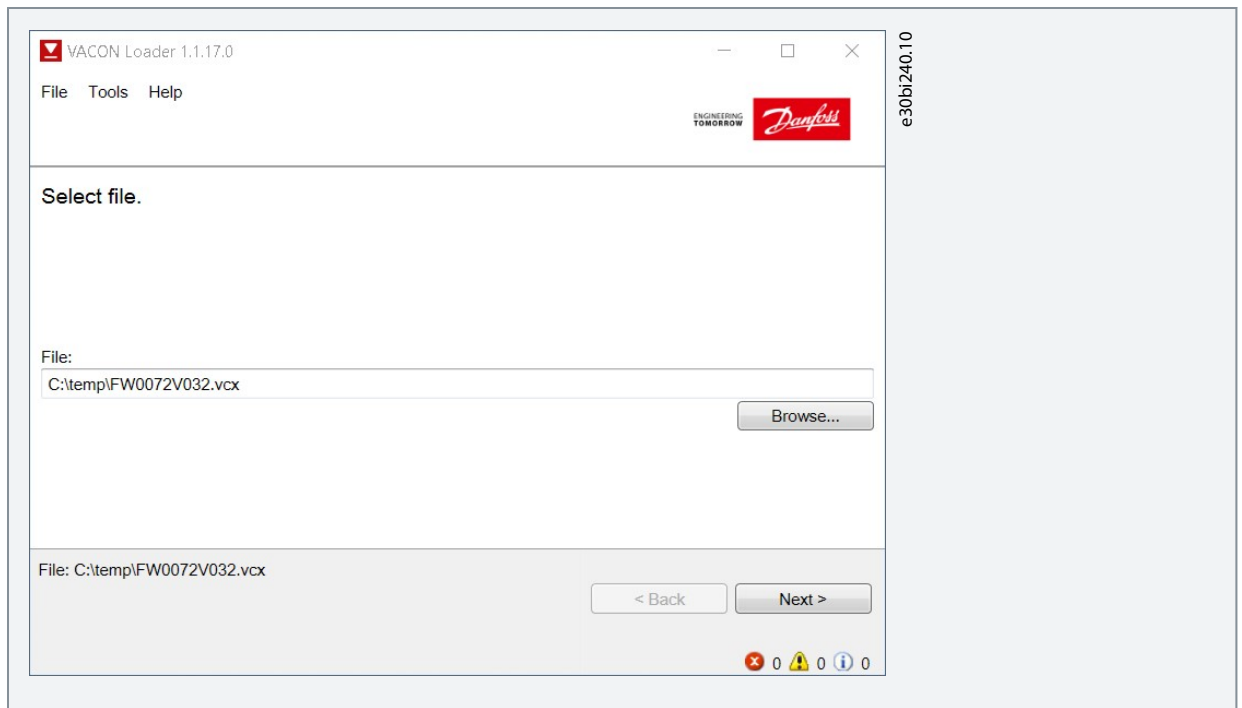 VACON Loader 1.1.17.0
File Tools Help
ENGINEERING
TOMORROW
Danfoss
Select file.
File:
C:\temp\FW0072V032.vcx
Browse...
File: C:\temp\FW0072V032.vcx
< Back
Next >
0 0 0
e30bi240.10